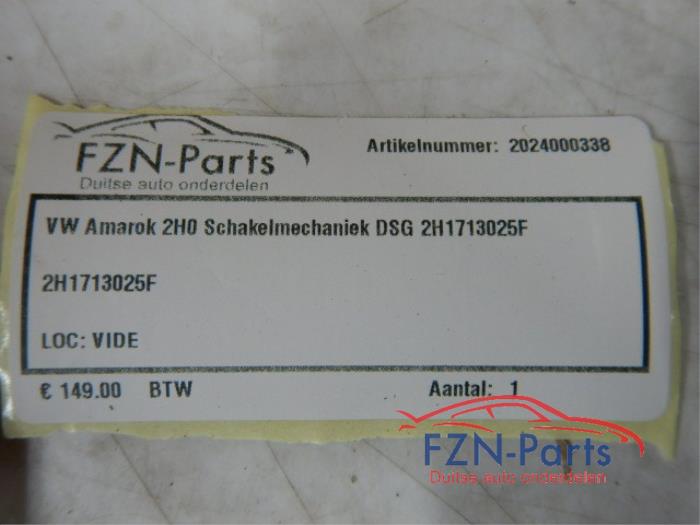 FZN-Parts
Duitse auto onderdelen
Artikelnummer: 2024000338
VW Amarok 2H0 Schakelmechaniek DSG 2H1713025F
2H1713025F
LOC: VIDE
€ 149.00 BTW Aantal: 1
FZN-Parts
Duitse auto onderdelen